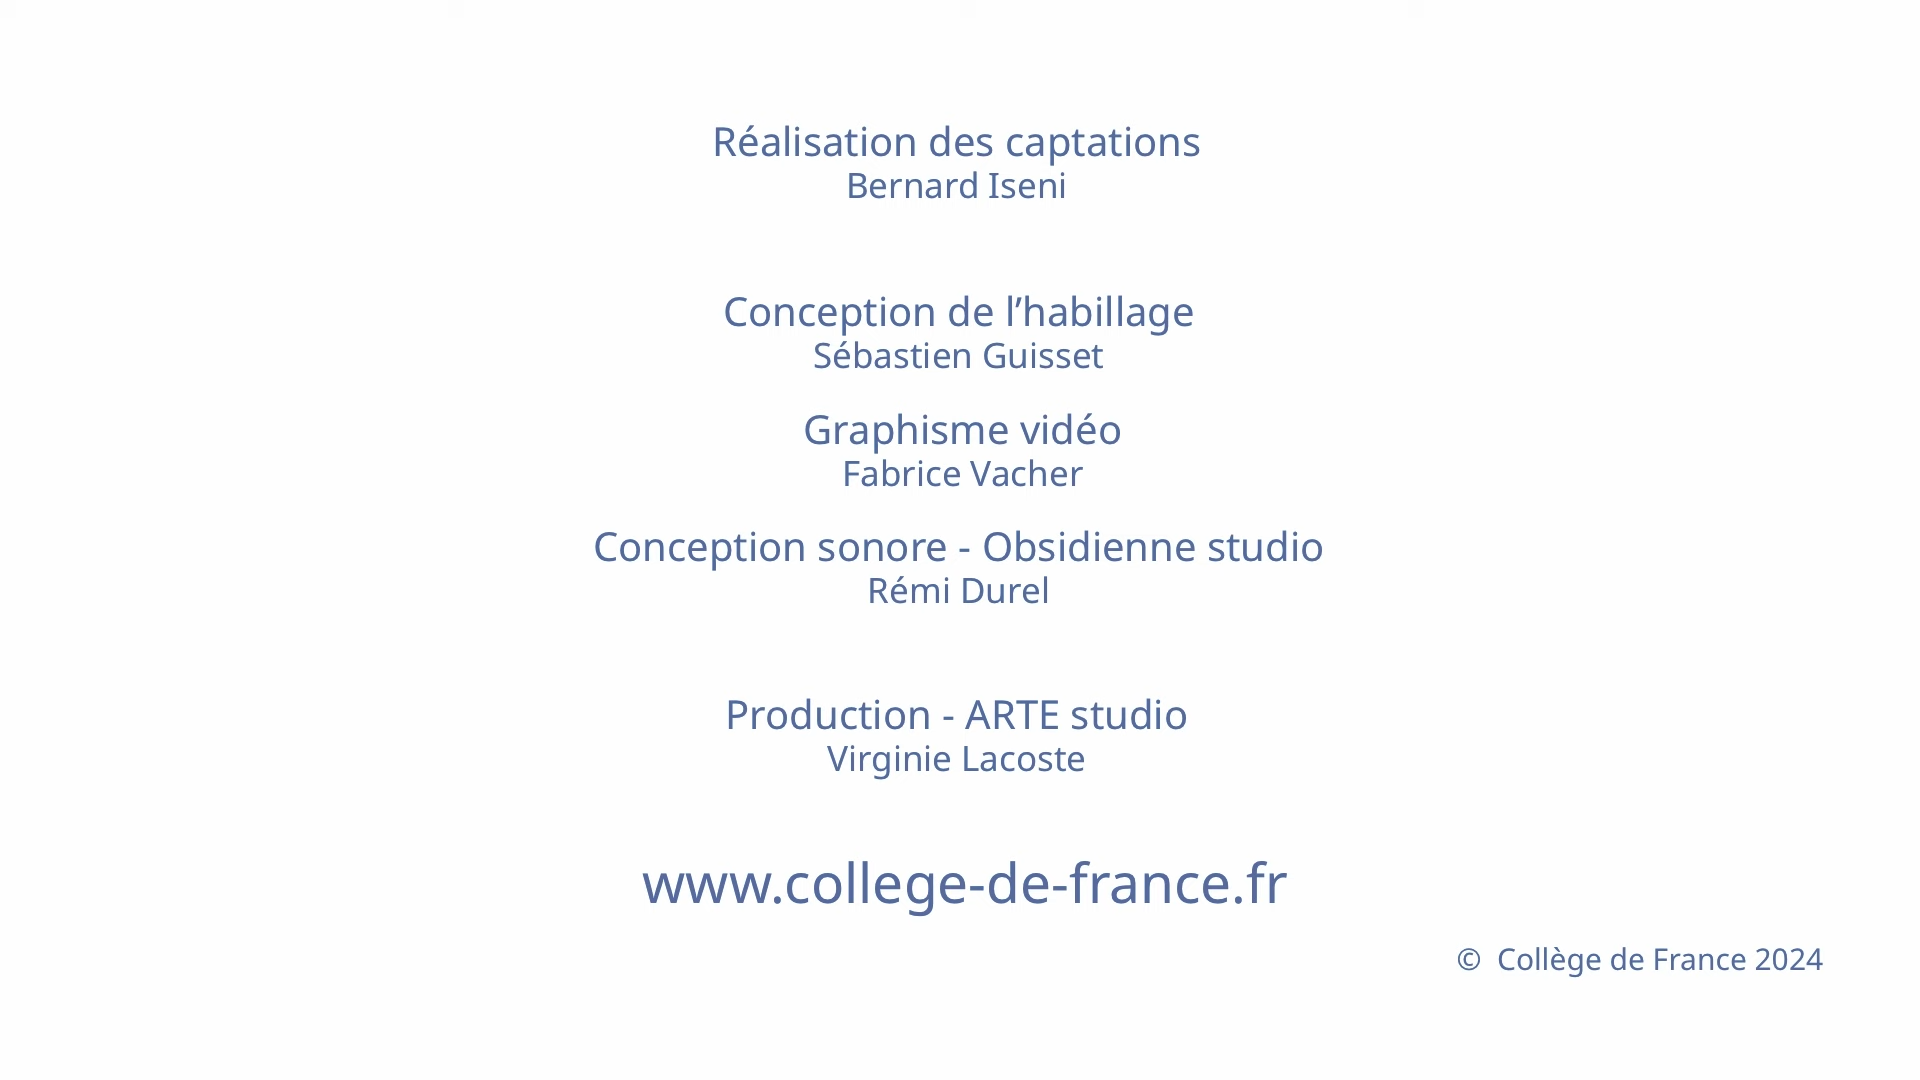 Réalisation des captations
Bernard Iseni
Conception de l’habillage
Sébastien Guisset
Graphisme vidéo
Fabrice Vacher
Conception sonore - Obsidienne studio
Rémi Durel
Production - ARTE studio
Virginie Lacoste
www.college-de-france.fr
© Collège de France 2024